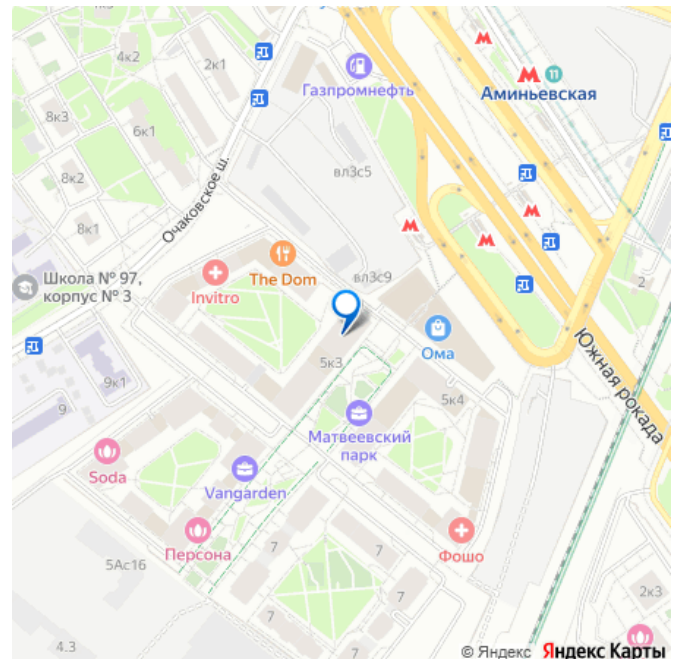 4к2
2к1
Газпромнефть
11
Аминьевская
8к3
6к1
8к2
вл3с5
8к1
Очаковское ш.
Школа № 97,
корпус № 3
Invitro
The Dom
вл3с9
2
Ома
Южная рокада
5к3
9к1
9
5к4
Матвеевский
парк
Soda
Vangarden
Персона
Фошо
7
7
7
7
5Ас16
2к3
4.3
© Яндекс Яндекс Карты